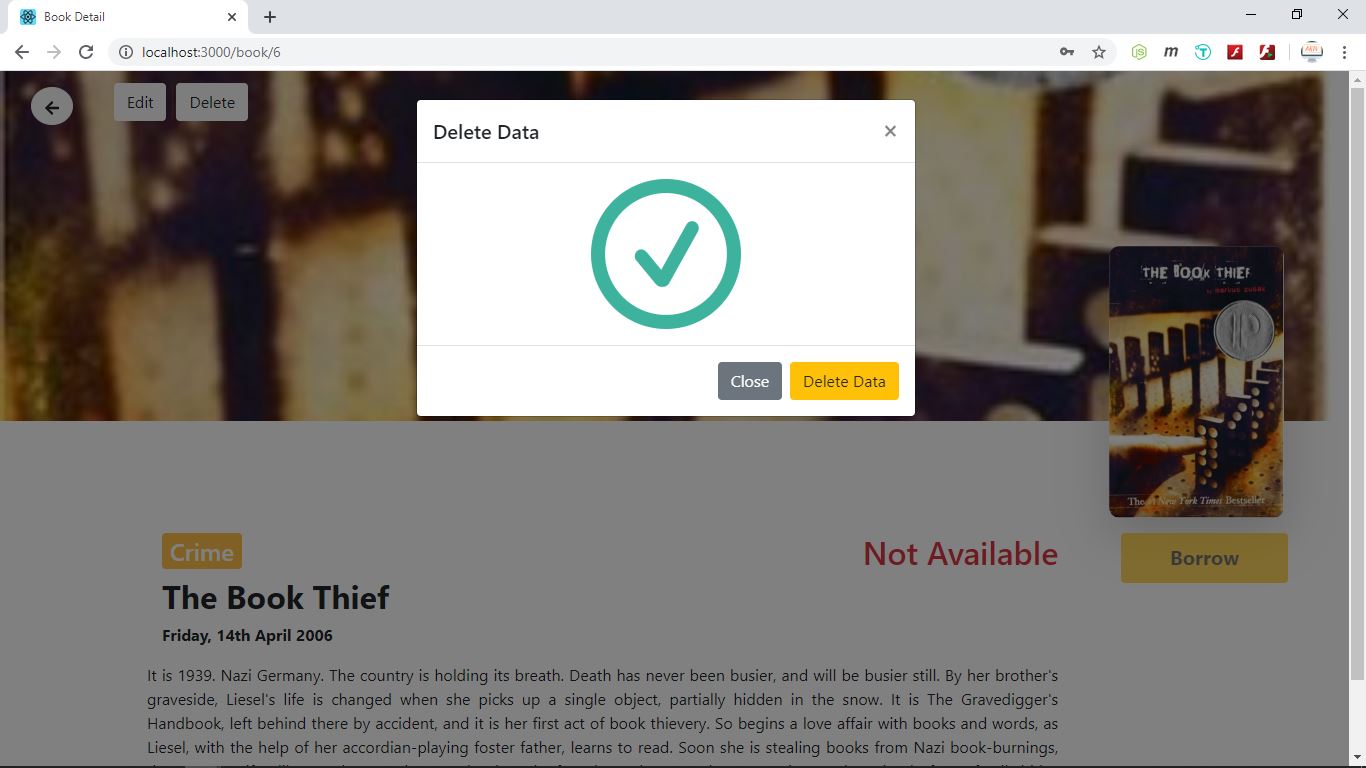 Book Detail
localhost:3000/book/6
Edit
Delete
Delete Data
Close
Delete Data
THE BOOK THIEF
by markus zusak
The #1 New York Times Bestseller
Crime
Not Available
Borrow
The Book Thief
Friday, 14th April 2006
It is 1939. Nazi Germany. The country is holding its breath. Death has never been busier, and will be busier still. By her brother's
graveside, Liesel's life is changed when she picks up a single object, partially hidden in the snow. It is The Gravedigger's
Handbook, left behind there by accident, and it is her first act of book thievery. So begins a love affair with books and words, as
Liesel, with the help of her accordian-playing foster father, learns to read. Soon she is stealing books from Nazi book-burnings,